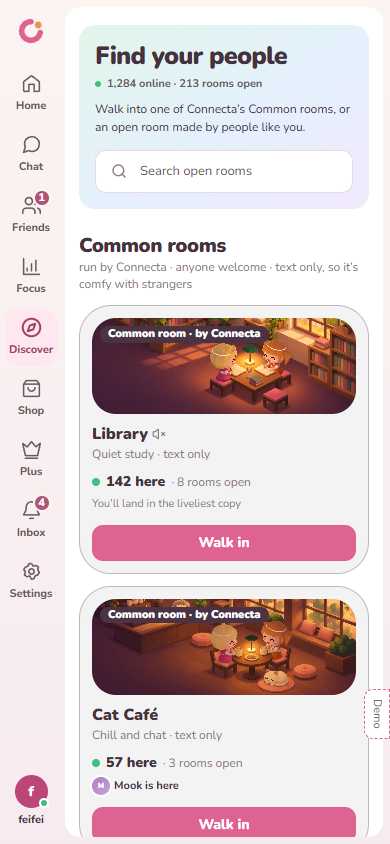 Home
Chat
1
Friends
Focus
Discover
Shop
Plus
4
Inbox
Settings
f
feifei
Find your people
1,284 online · 213 rooms open
Walk into one of Connecta's Common rooms, or
an open room made by people like you.
Search open rooms
Common rooms
run by Connecta · anyone welcome · text only, so it's
comfy with strangers
Common room · by Connecta
Library
Quiet study · text only
142 here · 8 rooms open
You'll land in the liveliest copy
Walk in
Common room · by Connecta
Cat Café
Chill and chat · text only
57 here · 3 rooms open
M Mook is here
Walk in
Demo